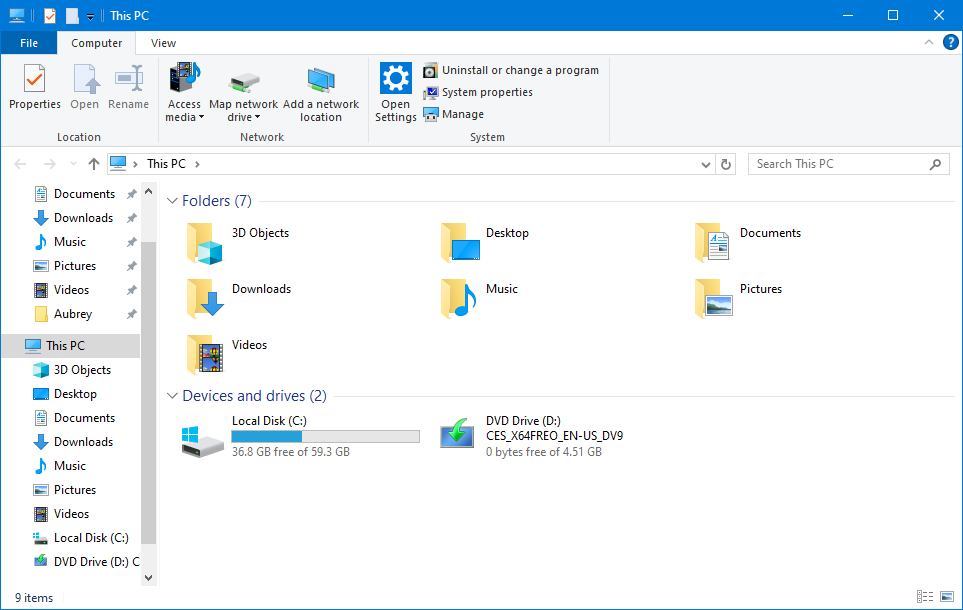 This PC
File
Computer
View
Properties
Open
Rename
Access media
Map network drive
Add a network location
Open Settings
Uninstall or change a program
System properties
Manage
Location
Network
System
This PC
Search This PC
Documents
Downloads
Music
Pictures
Videos
Aubrey
This PC
3D Objects
Desktop
Documents
Downloads
Music
Pictures
Videos
Local Disk (C:)
DVD Drive (D:) C
Folders (7)
3D Objects
Desktop
Documents
Downloads
Music
Pictures
Videos
Devices and drives (2)
Local Disk (C:)
36.8 GB free of 59.3 GB
DVD Drive (D:)
CES_X64FREO_EN-US_DV9
0 bytes free of 4.51 GB
9 items